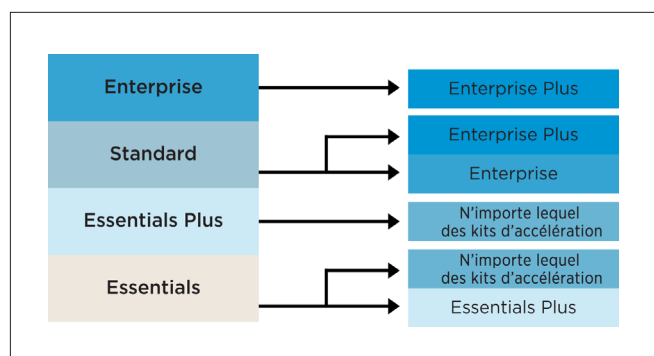 Enterprise
Enterprise Plus
Standard
Enterprise Plus
Enterprise
Essentials Plus
N'importe lequel
des kits d'accélération
Essentials
N'importe lequel
des kits d'accélération
Essentials Plus